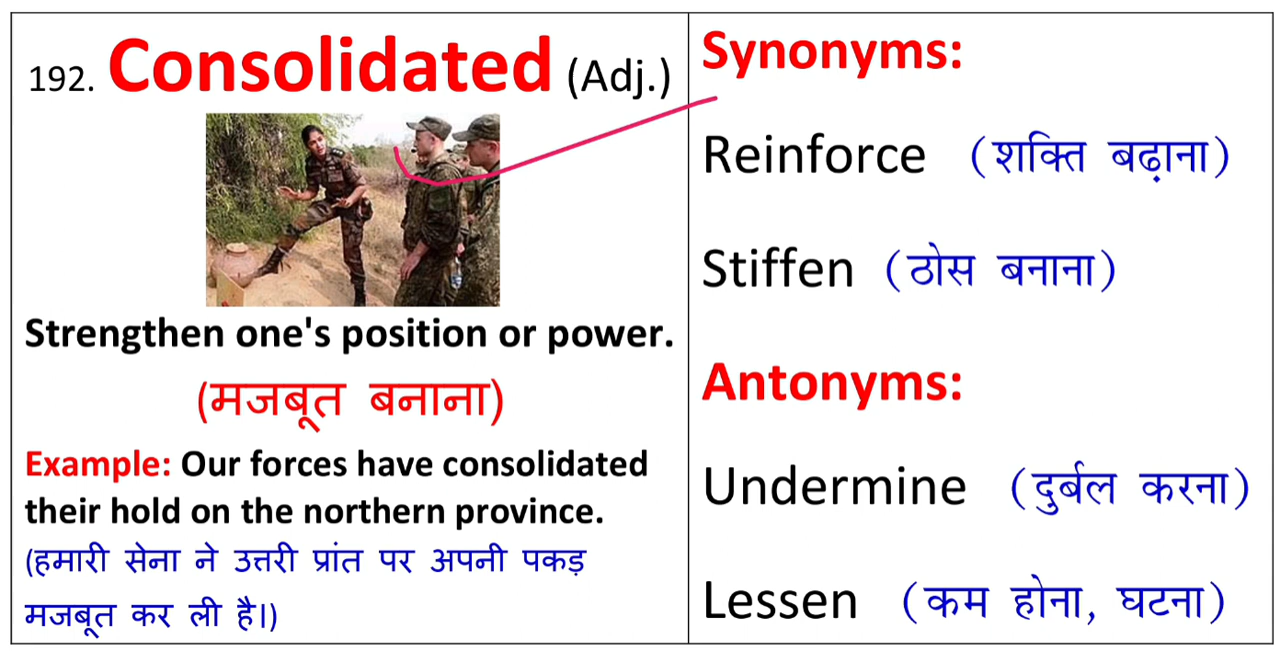 192. Consolidated (Adj.)
Strengthen one's position or power.
(मजबूत बनाना)
Example: Our forces have consolidated
their hold on the northern province.
(हमारी सेना ने उत्तरी प्रांत पर अपनी पकड़
मजबूत कर ली है।)
Synonyms:
Reinforce (शक्ति बढ़ाना)
Stiffen (ठोस बनाना)
Antonyms:
Undermine (दुर्बल करना)
Lessen (कम होना, घटना)